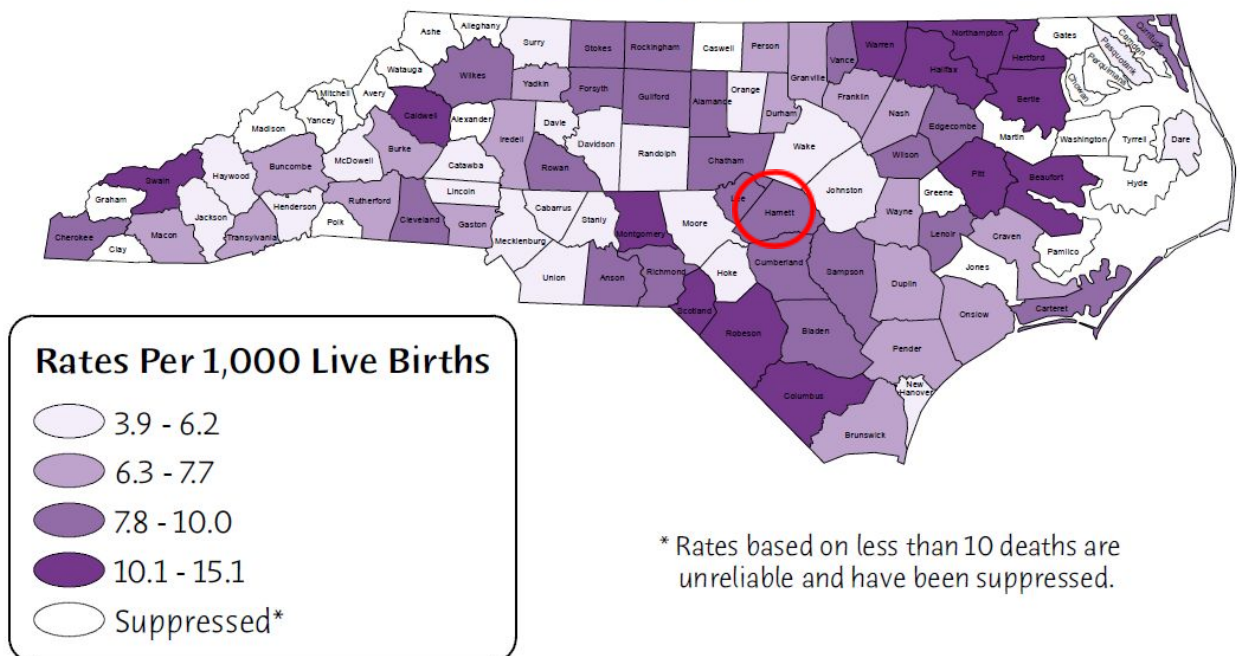 Ashe
Alleghany
Surry
Stokes
Rockingham
Caswell
Person
Vance
Warren
Northampton
Gates
Hertford
Currituck
Camden
Pasquotank
Perquimans
Chowan
Halifax
Bertie
Granville
Watauga
Wilkes
Yadkin
Forsyth
Guilford
Alamance
Orange
Durham
Franklin
Nash
Edgecombe
Martin
Washington
Tyrrell
Dare
Mitchell
Avery
Yancey
Madison
Caldwell
Alexander
Iredell
Davie
Davidson
Randolph
Chatham
Wake
Wilson
Pitt
Beaufort
Hyde
Swain
Haywood
Buncombe
McDowell
Burke
Catawba
Rowan
Lee
Harnett
Johnston
Wayne
Greene
Graham
Jackson
Henderson
Rutherford
Lincoln
Cabarrus
Stanly
Montgomery
Moore
Lenoir
Craven
Pamlico
Cherokee
Clay
Macon
Transylvania
Polk
Cleveland
Gaston
Mecklenburg
Union
Anson
Richmond
Hoke
Cumberland
Sampson
Duplin
Jones
Onslow
Carteret
Scotland
Robeson
Bladen
Pender
Columbus
New
Hanover
Brunswick
Rates Per 1,000 Live Births
3.9 - 6.2
6.3 - 7.7
7.8 - 10.0
10.1 - 15.1
Suppressed*
* Rates based on less than 10 deaths are
unreliable and have been suppressed.